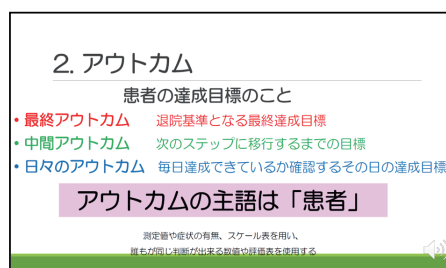 2. アウトカム
患者の達成目標のこと
• 最終アウトカム 退院基準となる最終達成目標
• 中間アウトカム 次のステップに移行するまでの目標
• 日々のアウトカム 毎日達成できているか確認するその日の達成目標
アウトカムの主語は「患者」
測定値や症状の有無、スケール表を用い、
誰もが同じ判断が出来る数値や評価表を使用する